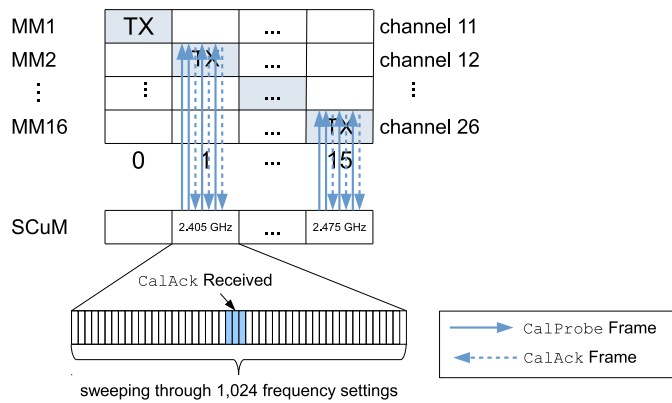 MM1 TX ... channel 11
MM2 TX ... channel 12
⋮ ⋮ ... ⋮
MM16 ... TX channel 26
0 1 ... 15
SCuM 2.405 GHz ... 2.475 GHz
CalAck Received
CalProbe Frame
CalAck Frame
sweeping through 1,024 frequency settings